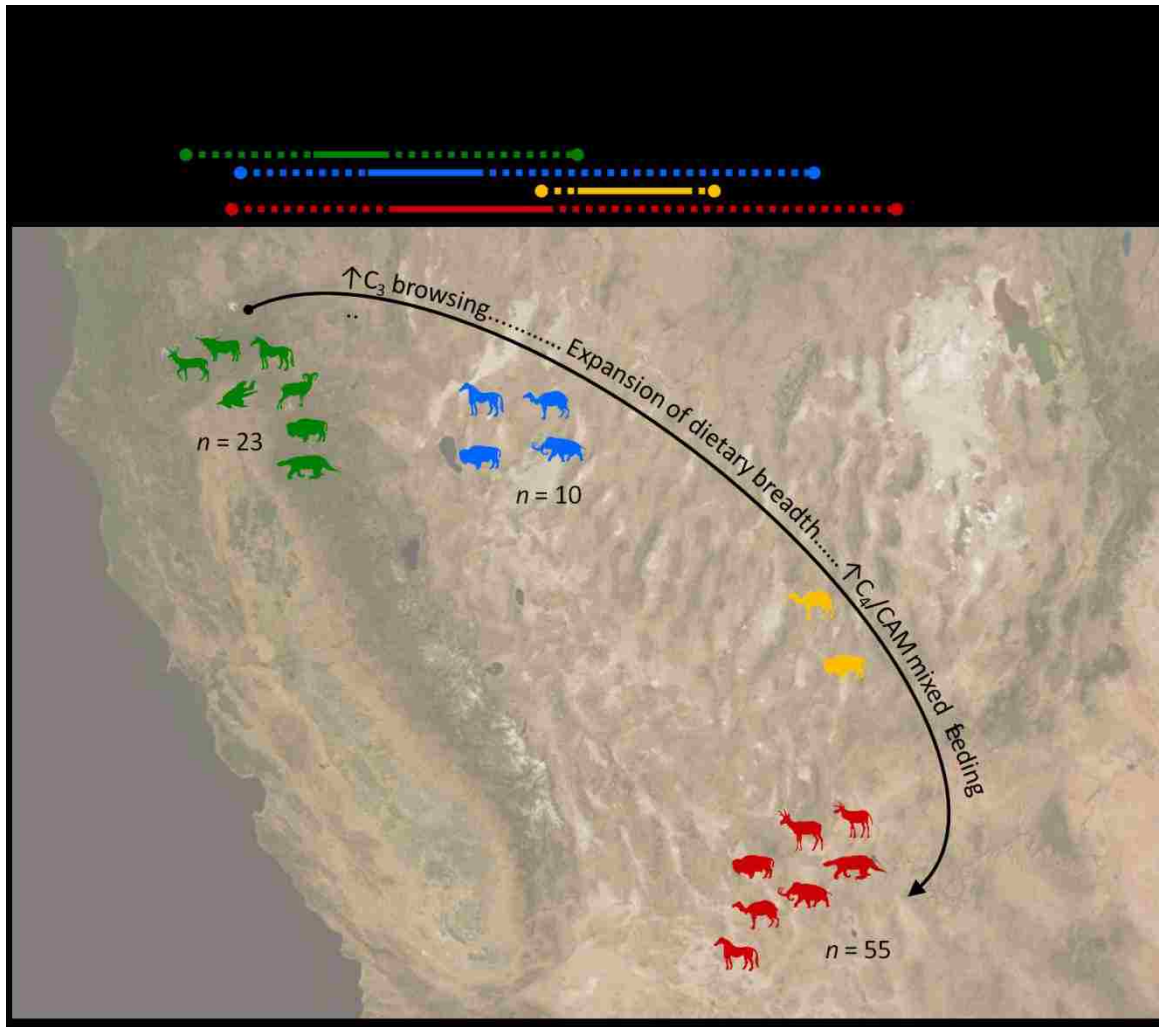 ↑C₃ browsing............ Expansion of dietary breadth...... ↑C₄/CAM mixed feeding
..
n = 23
n = 10
n = 55